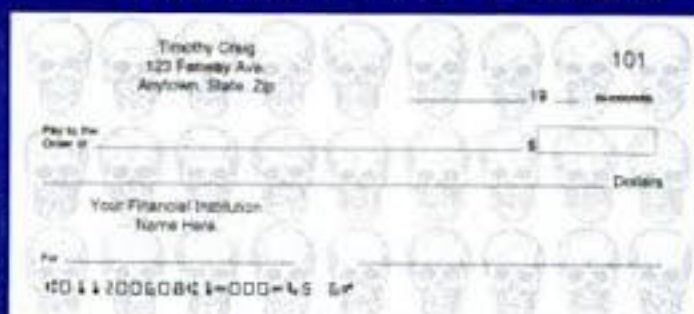 Timothy Craig
101
123 Fairway Ave.
Anytown, State Zip
19
Pay to the
Order of
$
Dollars
Your Financial Institution
Name Here
For